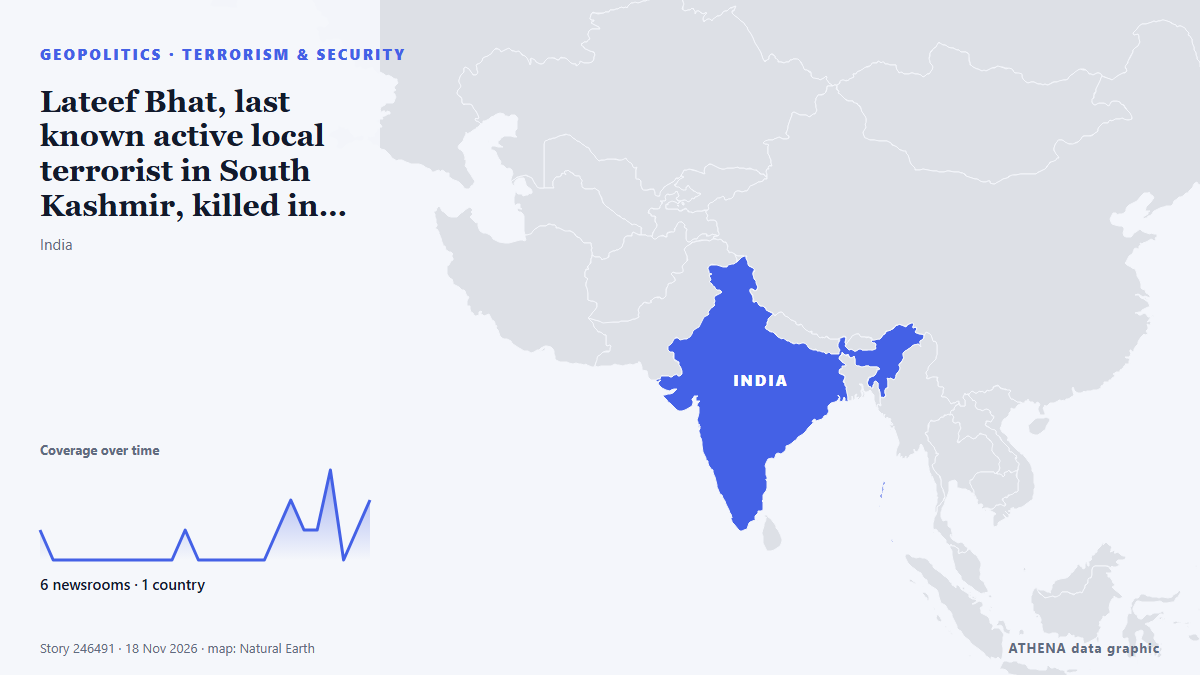 GEOPOLITICS · TERRORISM & SECURITY
Lateef Bhat, last
known active local
terrorist in South
Kashmir, killed in...
India
INDIA
Coverage over time
6 newsrooms · 1 country
Story 246491 · 18 Nov 2026 · map: Natural Earth
ATHENA data graphic